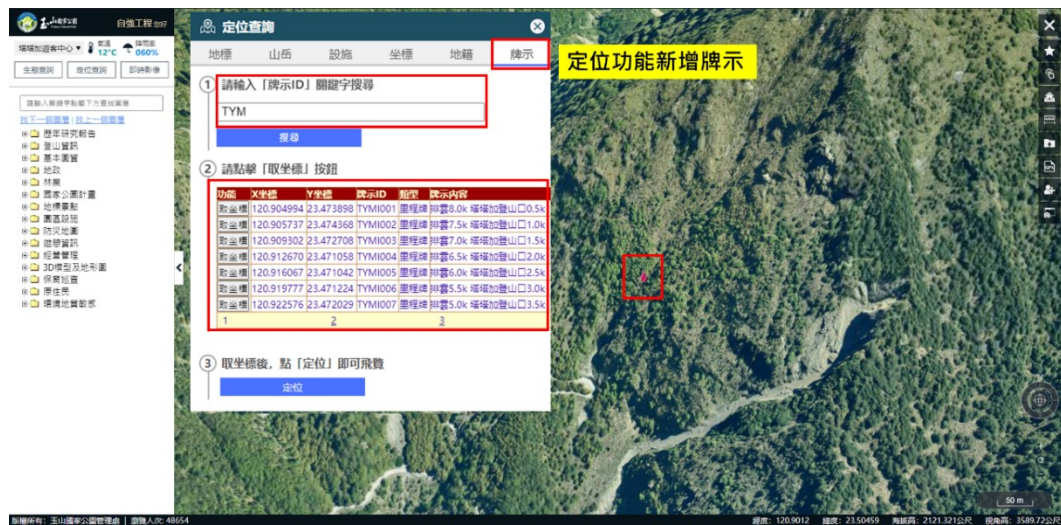 自強工程
塔塔加遊客中心 ▼ 氣溫 12°C 降雨率 060%
生態查詢 定位查詢 即時影像
請輸入關鍵字點擊下方查找圖層
找下一個圖層 | 找上一個圖層
歷年研究報告
登山資訊
基本圖資
地政
林業
國家公園計畫
地標景點
園區設施
防災地圖
遊憩資訊
經營管理
3D模型及地形圖
保育巡查
原住民
環境地質敏感
定位查詢
地標 山岳 設施 坐標 地籍 牌示
1 請輸入「牌示ID」關鍵字搜尋
TYM
搜尋
2 請點擊「取坐標」按鈕
功能 X坐標 Y坐標 牌示ID 類型 牌示內容
取坐標 120.904994 23.473898 TYMI001 里程牌 排雲8.0k 塔塔加登山口0.5k
取坐標 120.905737 23.474368 TYMI002 里程牌 排雲7.5k 塔塔加登山口1.0k
取坐標 120.909302 23.472708 TYMI003 里程牌 排雲7.0k 塔塔加登山口1.5k
取坐標 120.912670 23.471058 TYMI004 里程牌 排雲6.5k 塔塔加登山口2.0k
取坐標 120.916067 23.471042 TYMI005 里程牌 排雲6.0k 塔塔加登山口2.5k
取坐標 120.919777 23.471224 TYMI006 里程牌 排雲5.5k 塔塔加登山口3.0k
取坐標 120.922576 23.472029 TYMI007 里程牌 排雲5.0k 塔塔加登山口3.5k
1 2 3
3 取坐標後，點「定位」即可飛覽
定位
定位功能新增牌示
50 m
版權所有: 玉山國家公園管理處 | 瀏覽人次: 48654
經度: 120.9012 緯度: 23.50459 海拔高: 2121.321公尺 視角高: 3589.72公尺